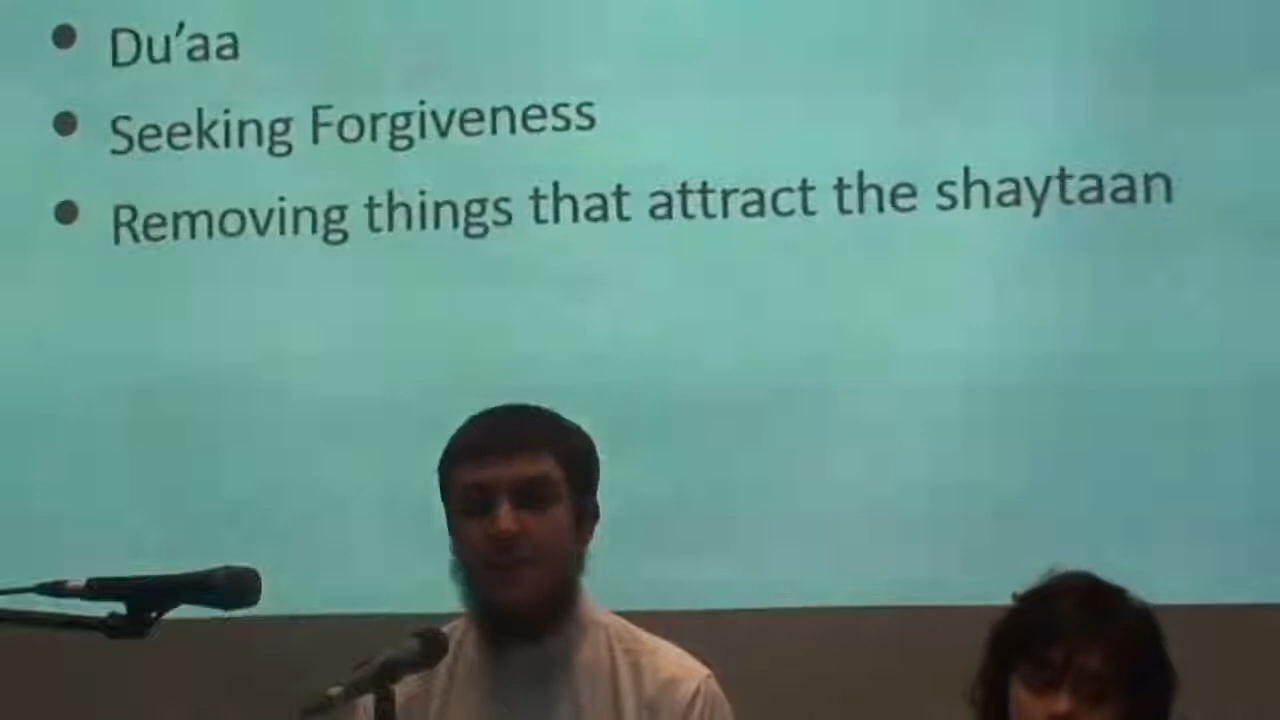 • Du'aa
• Seeking Forgiveness
• Removing things that attract the shaytaan